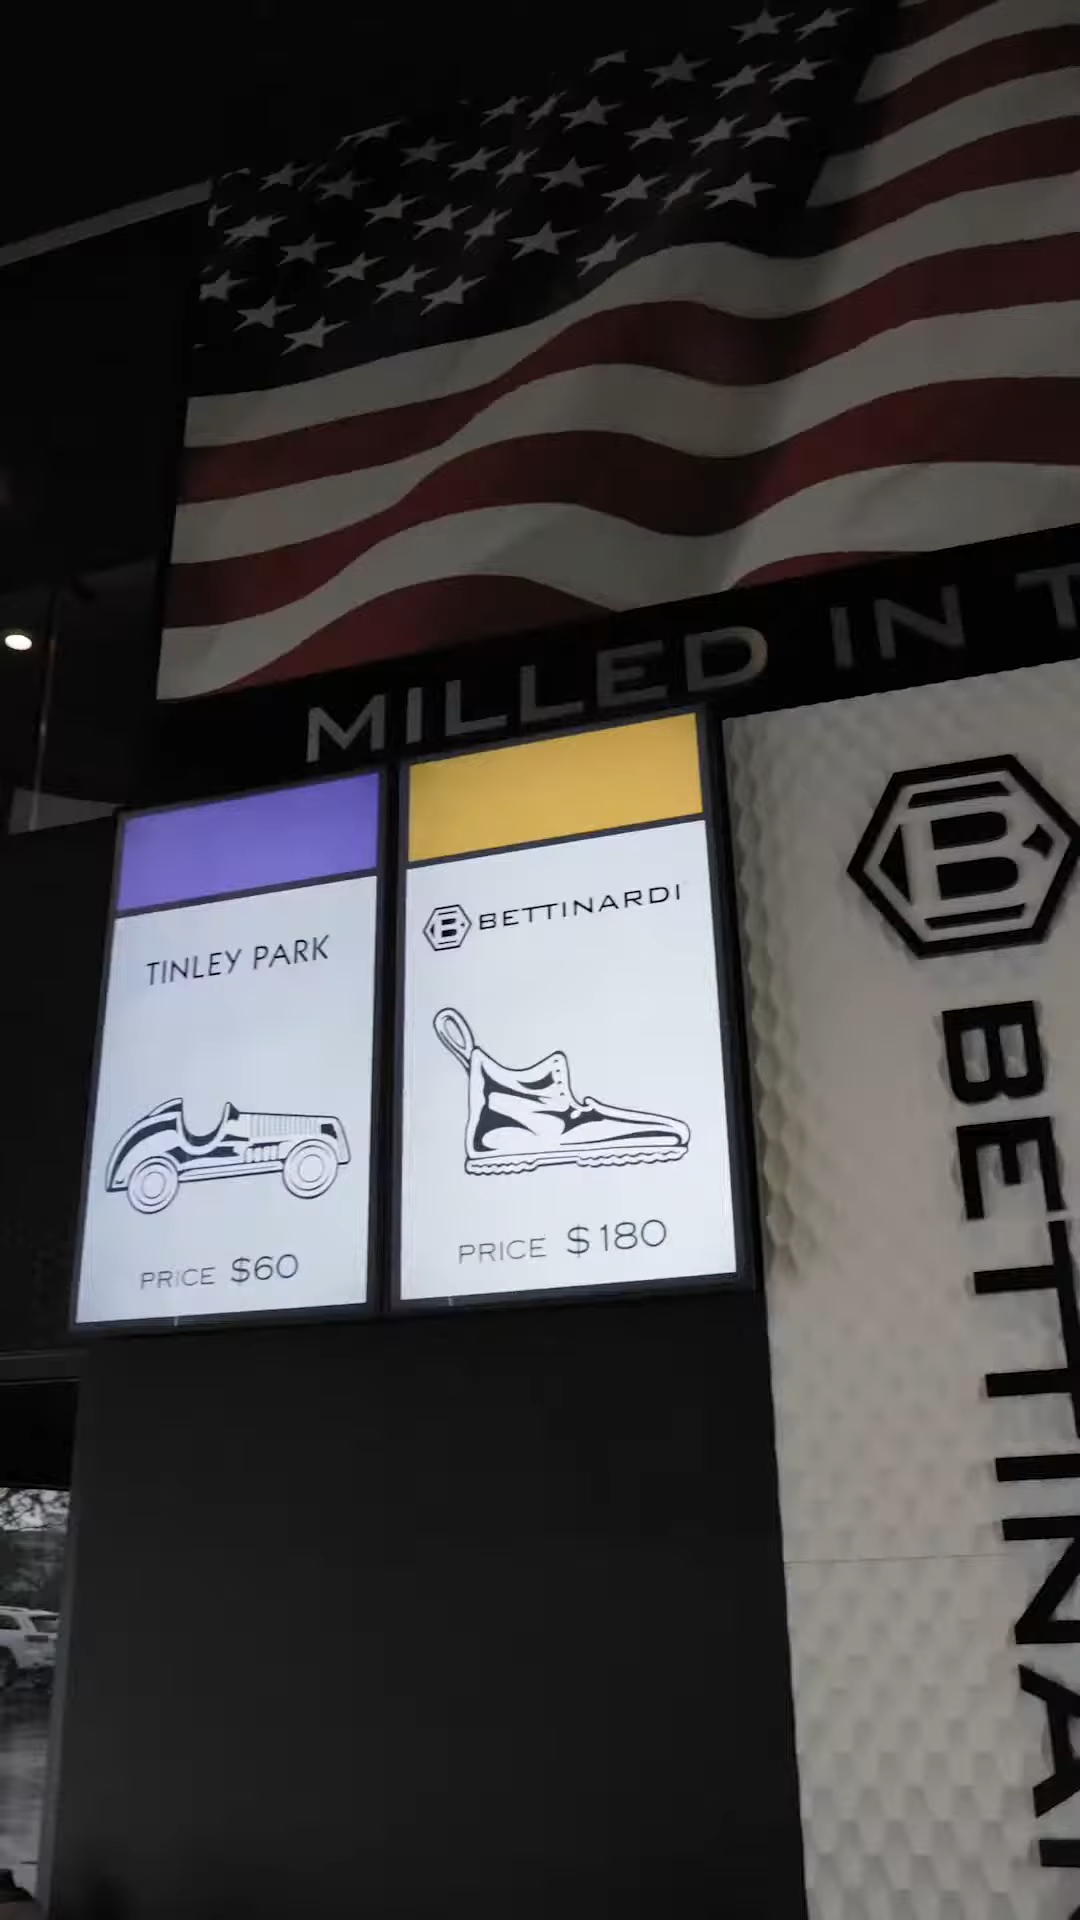 MILLED IN T
TINLEY PARK
PRICE $60
B BETTINARDI
PRICE $180
B
BETTINA